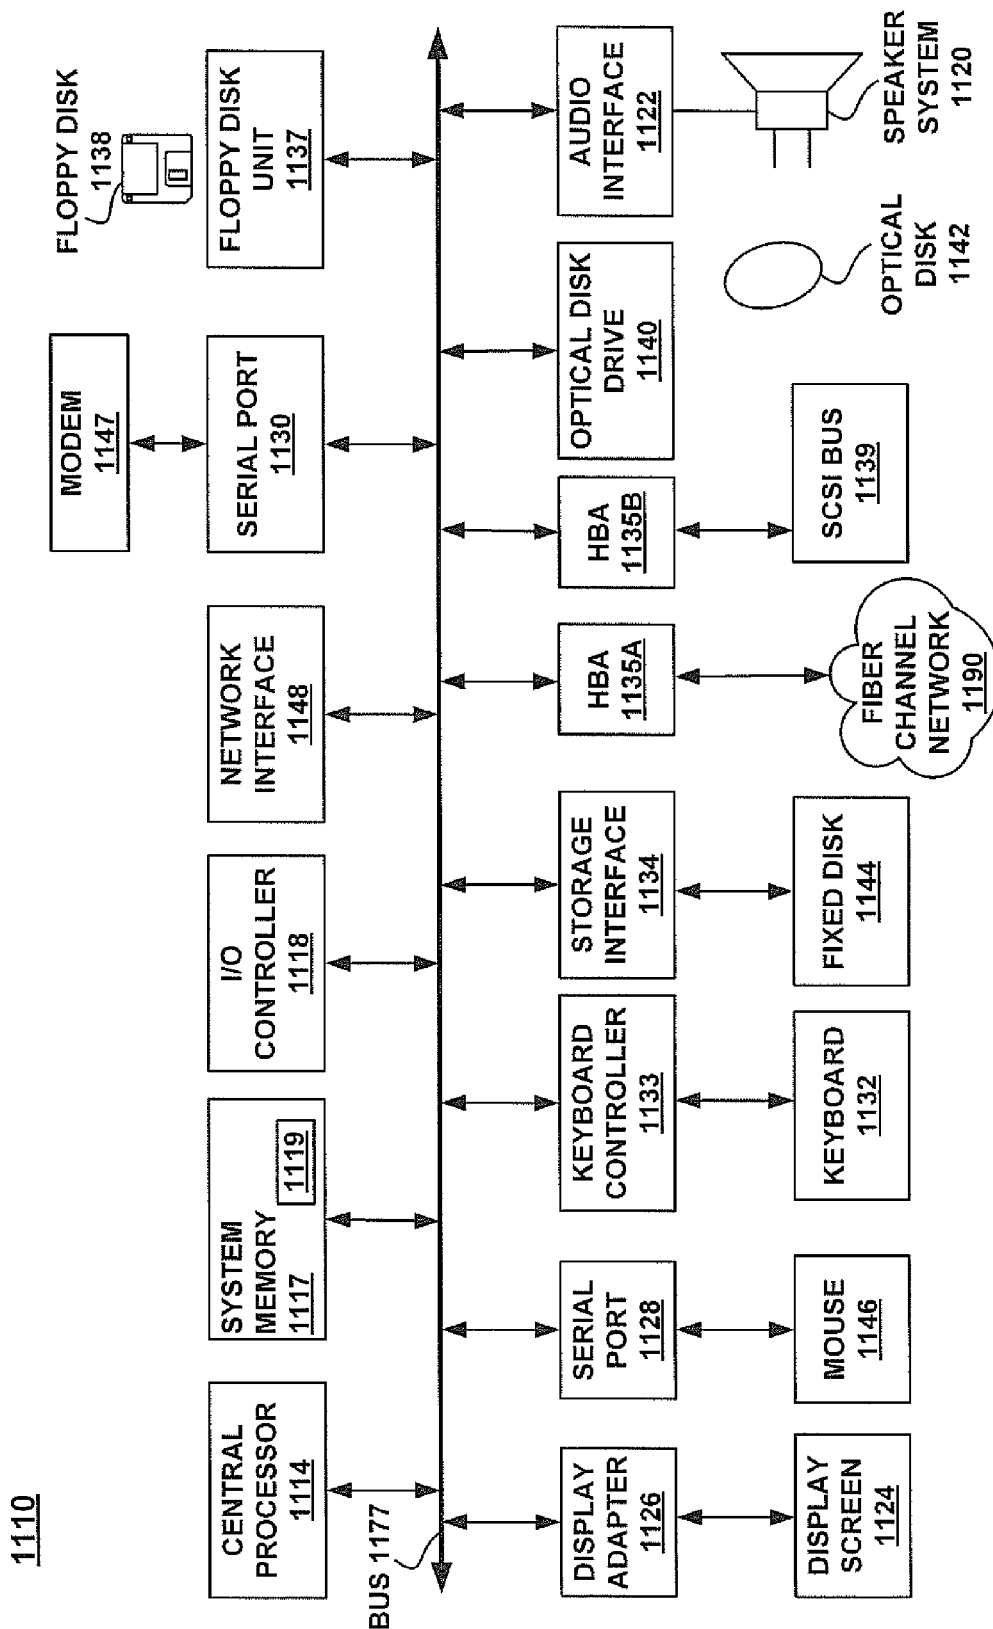 1110
CENTRAL
PROCESSOR
1114
SYSTEM
MEMORY
1117
1119
I/O
CONTROLLER
1118
NETWORK
INTERFACE
1148
MODEM
1147
SERIAL PORT
1130
FLOPPY DISK
1138
FLOPPY DISK
UNIT
1137
BUS 1177
DISPLAY
ADAPTER
1126
SERIAL
PORT
1128
KEYBOARD
CONTROLLER
1133
STORAGE
INTERFACE
1134
HBA
1135A
HBA
1135B
OPTICAL DISK
DRIVE
1140
AUDIO
INTERFACE
1122
DISPLAY
SCREEN
1124
MOUSE
1146
KEYBOARD
1132
FIXED DISK
1144
FIBER
CHANNEL
NETWORK
1190
SCSI BUS
1139
OPTICAL
DISK
1142
SPEAKER
SYSTEM
1120